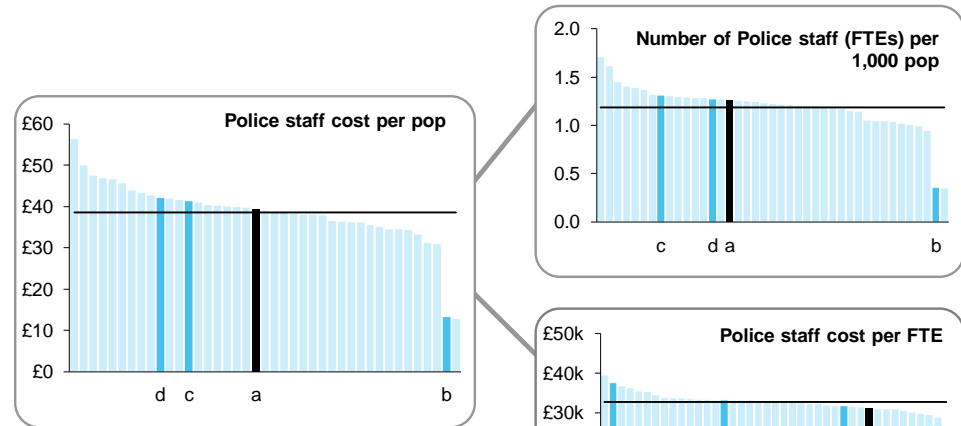 Police staff cost per pop
£60
£50
£40
£30
£20
£10
£0
d c a b
Number of Police staff (FTEs) per
1,000 pop
2.0
1.5
1.0
0.5
0.0
c d a b
Police staff cost per FTE
£50k
£40k
£30k